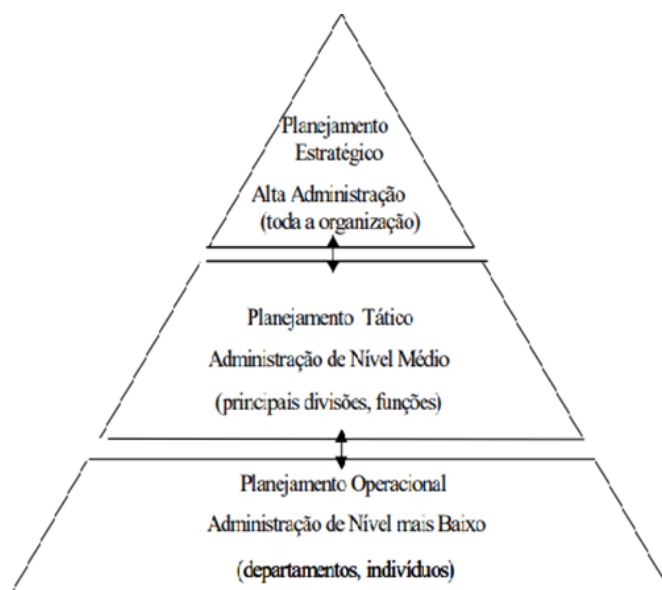 Planejamento
Estratégico
Alta Administração
(toda a organização)
Planejamento Tático
Administração de Nível Médio
(principais divisões, funções)
Planejamento Operacional
Administração de Nível mais Baixo
(departamentos, indivíduos)